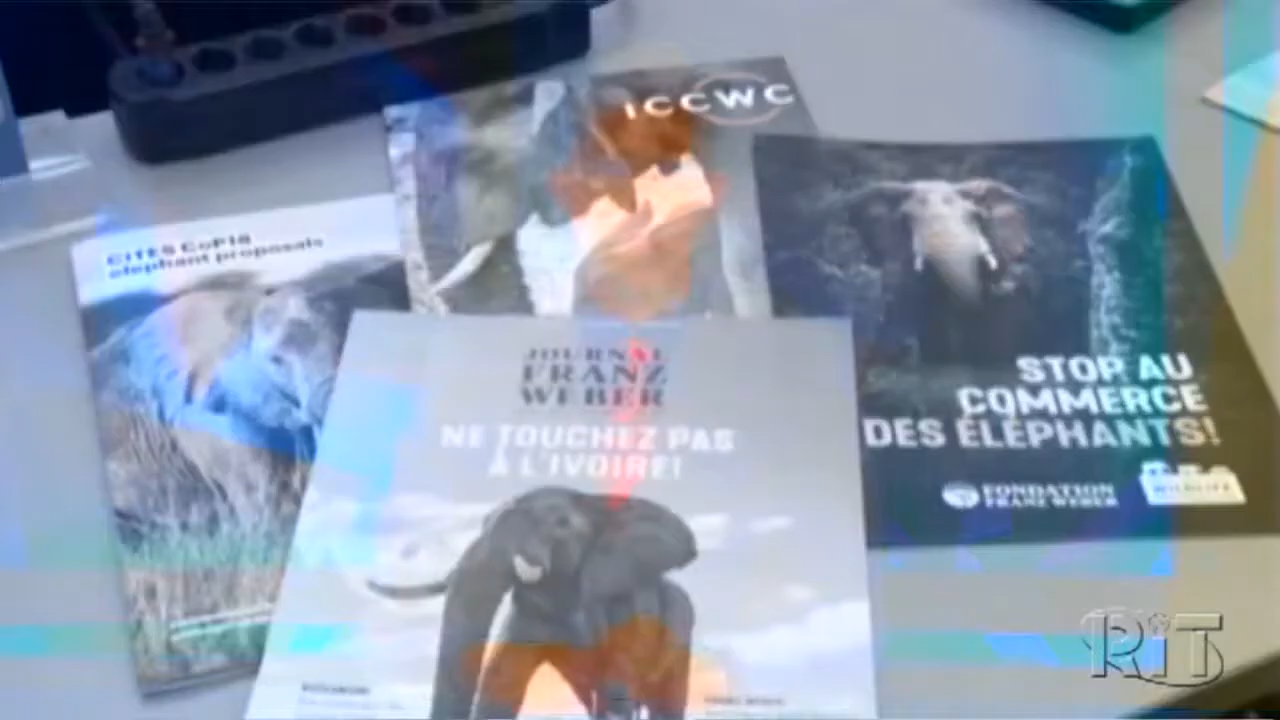 ICCWC
CITES CoP18
elephant proposals
STOP AU
COMMERCE
DES ÉLÉPHANTS!
FONDATION
FRANZ WEBER
JOURNAL
FRANZ
WEBER
NE TOUCHEZ PAS
À L'IVOIRE!
RiT